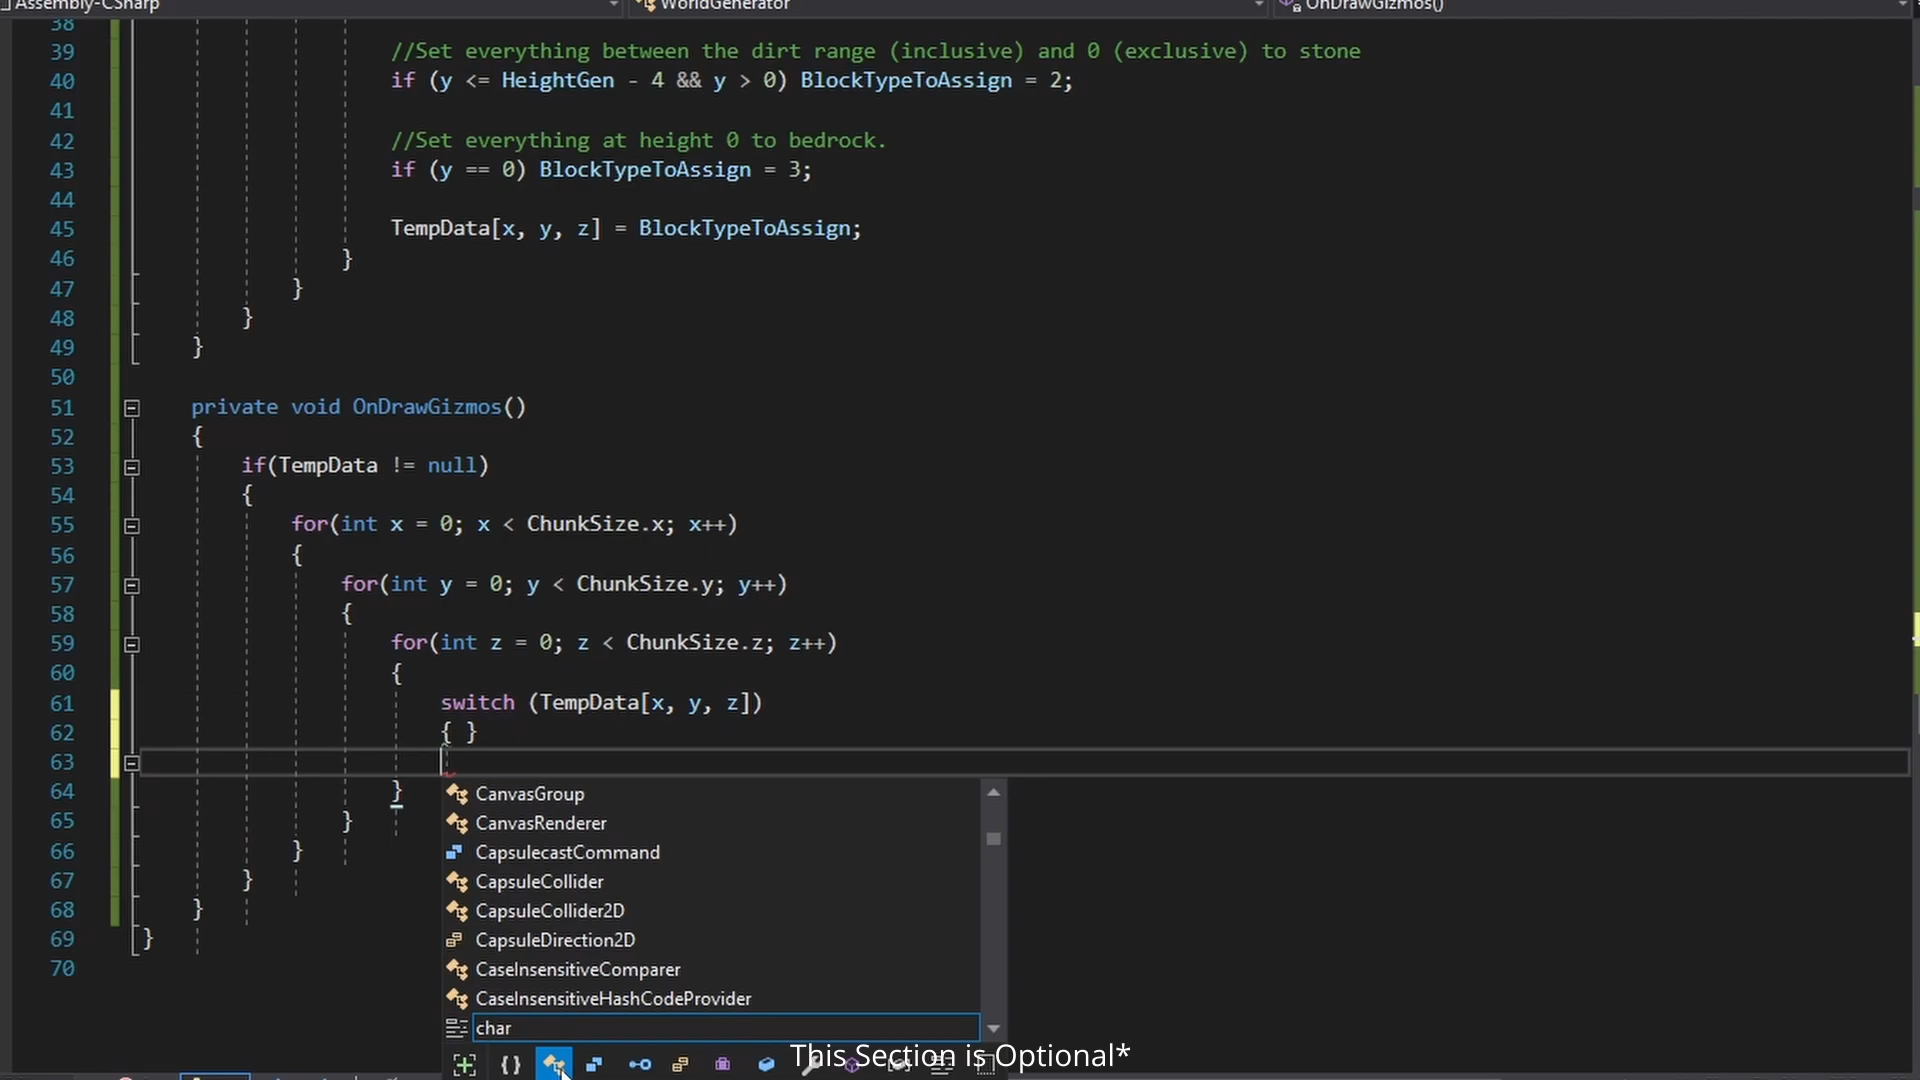 Assembly-CSharp WorldGenerator OnDrawGizmos()
38
39 //Set everything between the dirt range (inclusive) and 0 (exclusive) to stone
40 if (y <= HeightGen - 4 && y > 0) BlockTypeToAssign = 2;
41
42 //Set everything at height 0 to bedrock.
43 if (y == 0) BlockTypeToAssign = 3;
44
45 TempData[x, y, z] = BlockTypeToAssign;
46 }
47 }
48 }
49 }
50
51 private void OnDrawGizmos()
52 {
53 if(TempData != null)
54 {
55 for(int x = 0; x < ChunkSize.x; x++)
56 {
57 for(int y = 0; y < ChunkSize.y; y++)
58 {
59 for(int z = 0; z < ChunkSize.z; z++)
60 {
61 switch (TempData[x, y, z])
62 { }
63
64 }
65 }
66 }
67 }
68 }
69 }
70
CanvasGroup
CanvasRenderer
CapsulecastCommand
CapsuleCollider
CapsuleCollider2D
CapsuleDirection2D
CaseInsensitiveComparer
CaseInsensitiveHashCodeProvider
char
This Section is Optional*